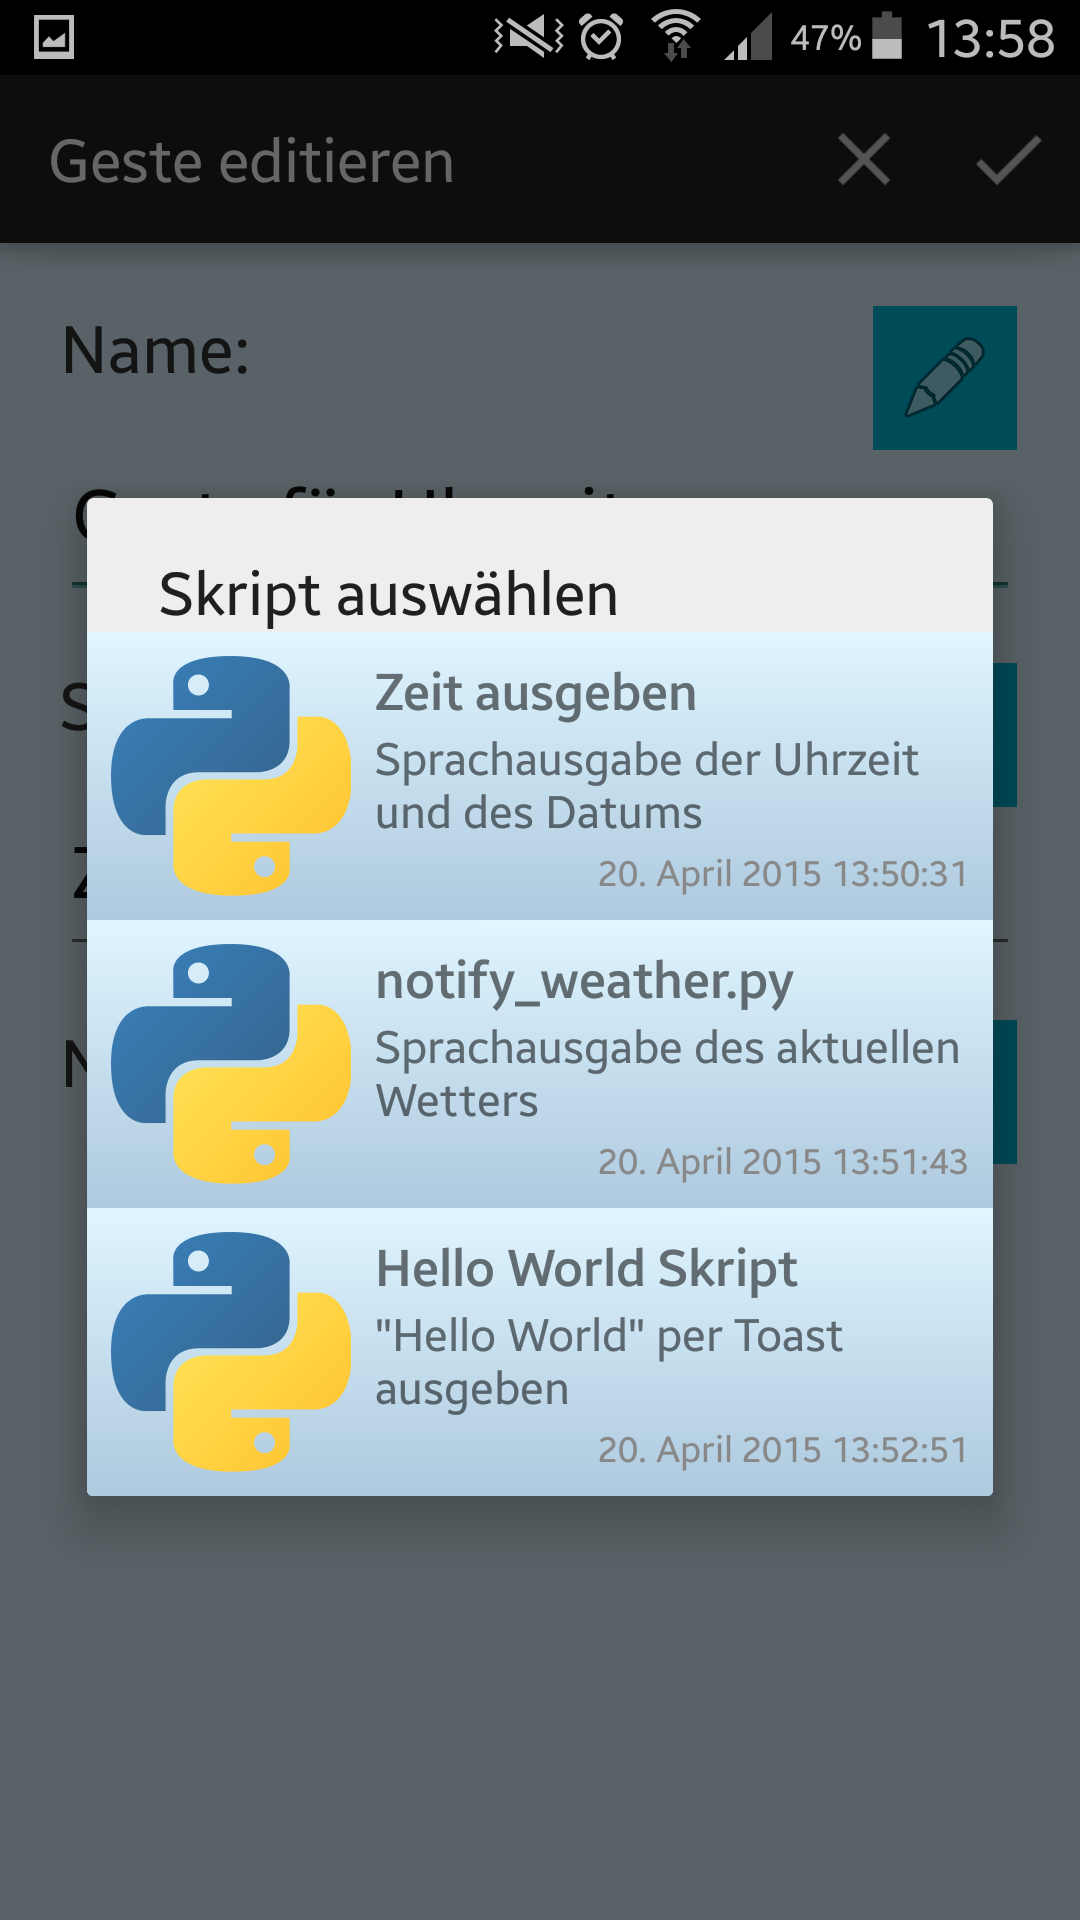 47% 13:58
Geste editieren
Name:
Skript auswählen
Zeit ausgeben
Sprachausgabe der Uhrzeit
und des Datums
20. April 2015 13:50:31
notify_weather.py
Sprachausgabe des aktuellen
Wetters
20. April 2015 13:51:43
Hello World Skript
"Hello World" per Toast
ausgeben
20. April 2015 13:52:51